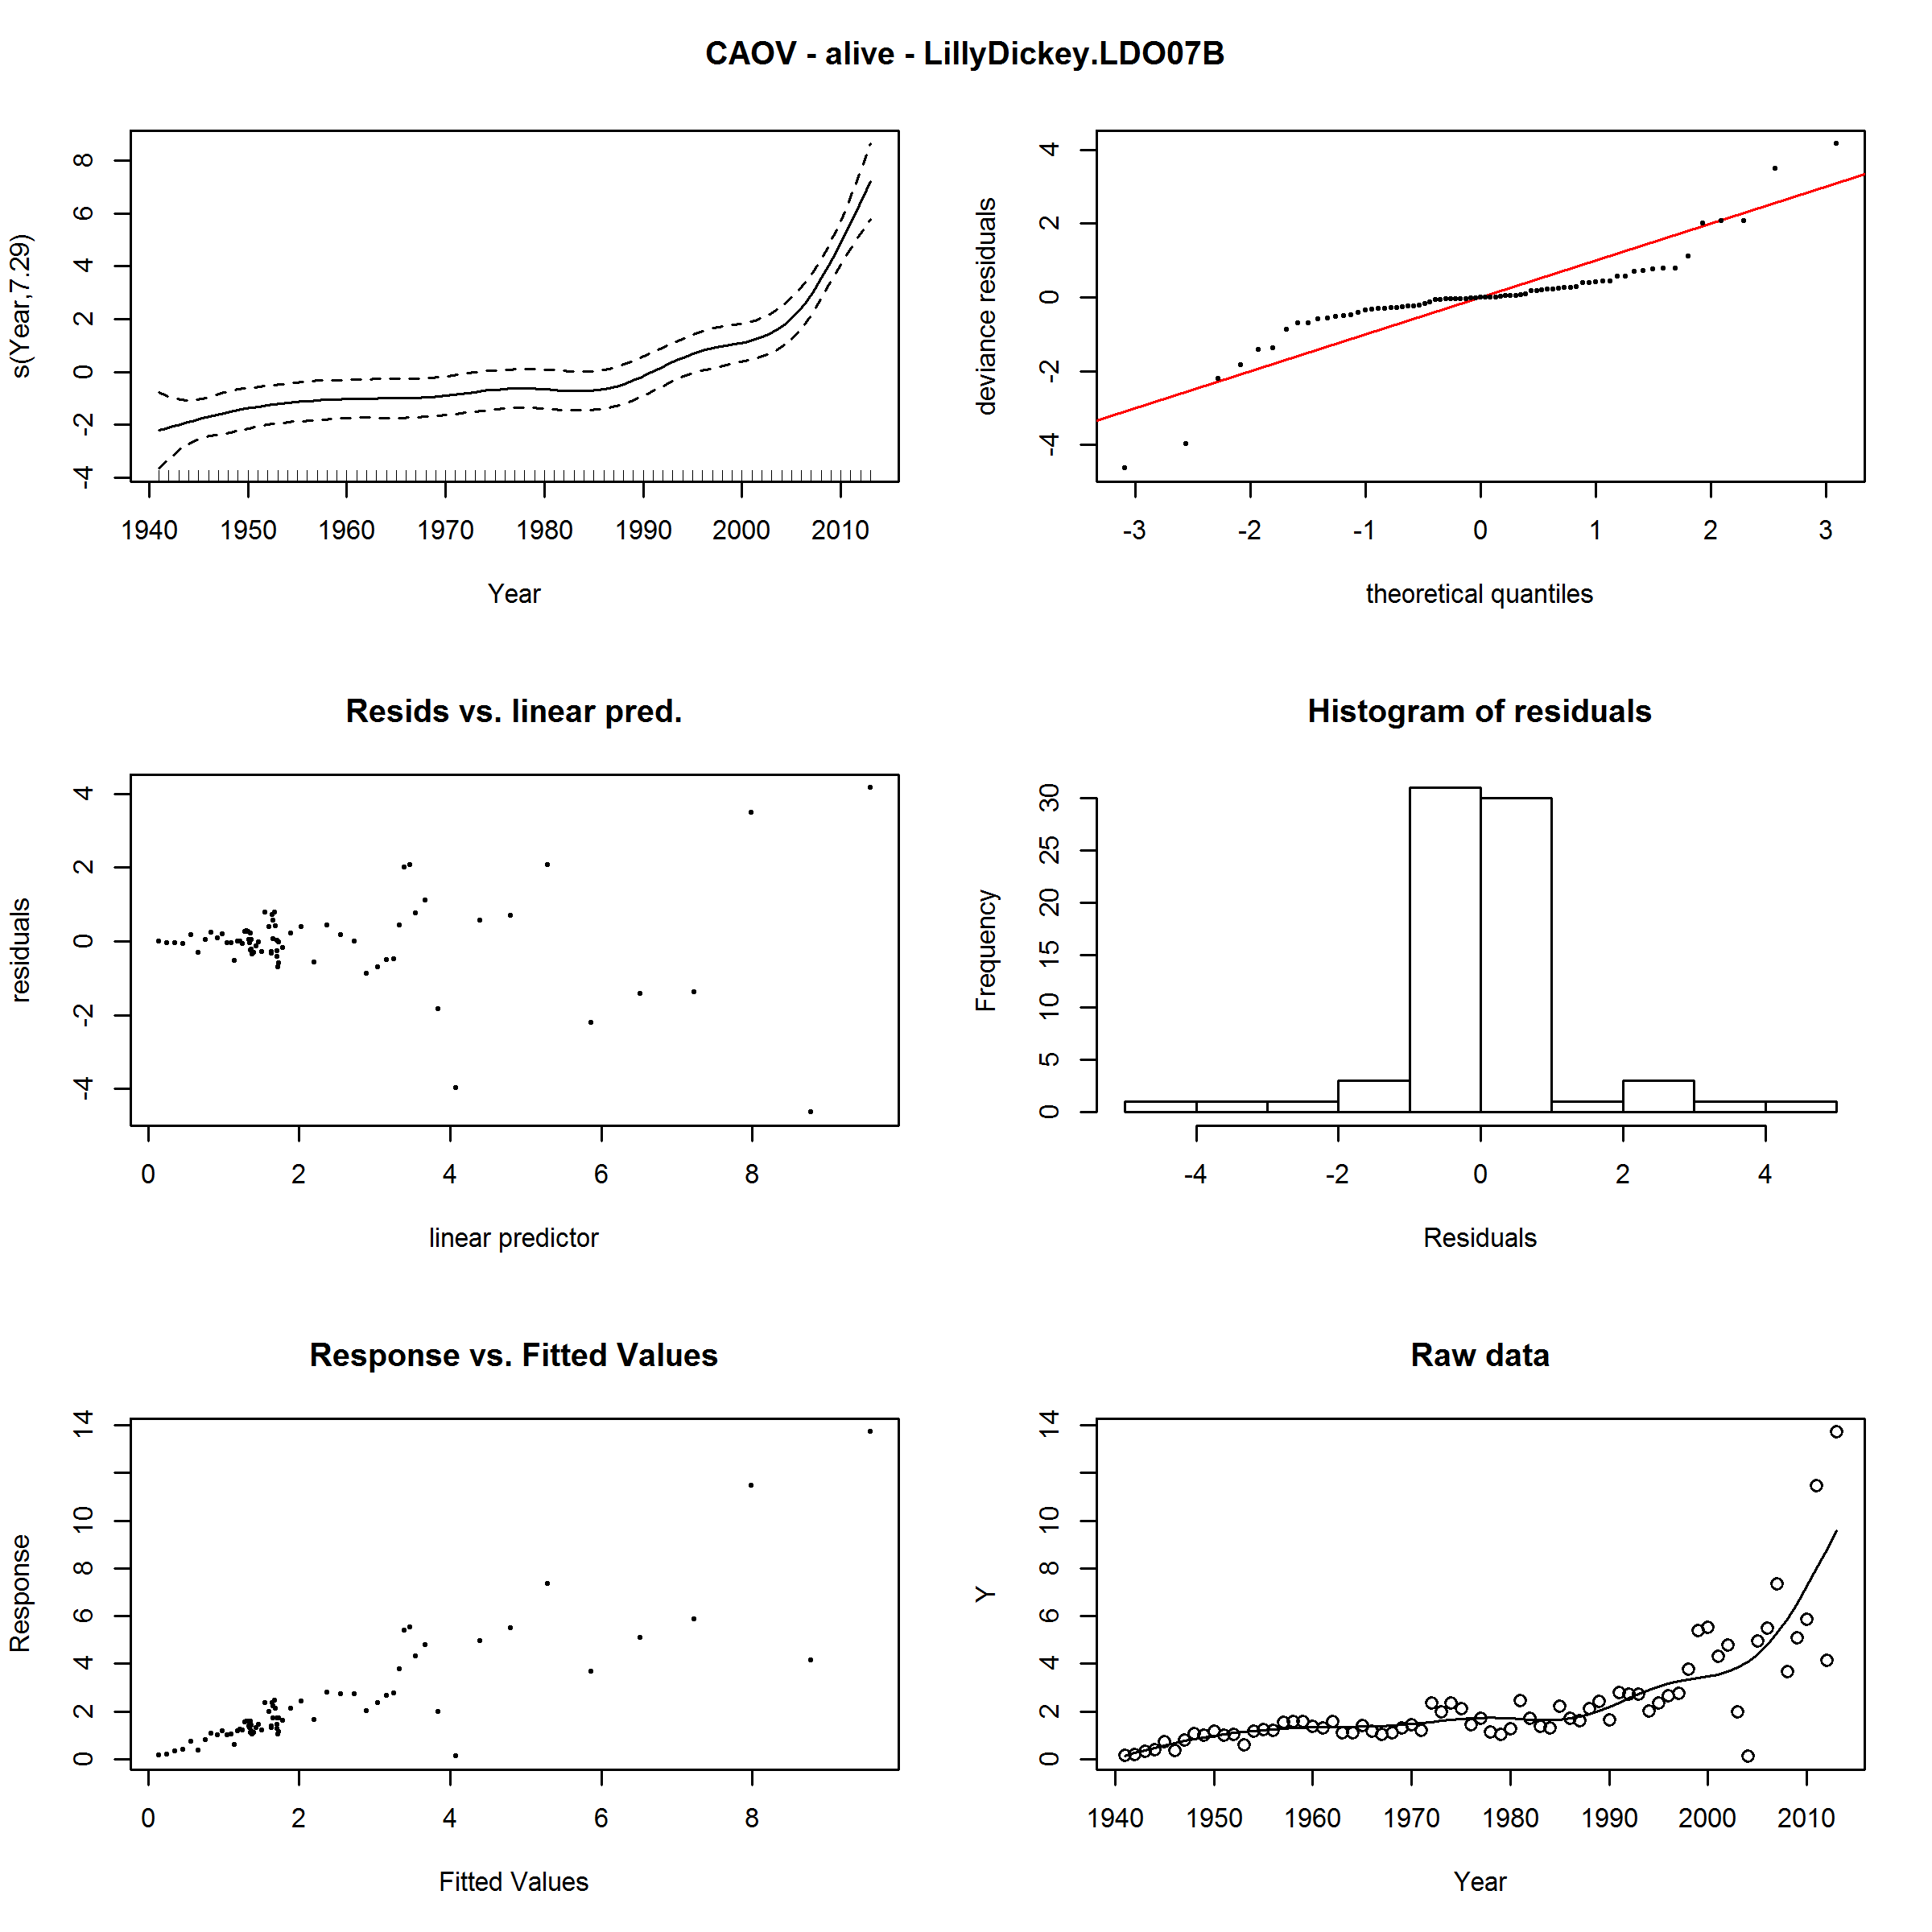 CAOV - alive - LillyDickey.LDO07B
s(Year,7.29)
-4 -2 0 2 4 6 8
1940 1950 1960 1970 1980 1990 2000 2010
Year
deviance residuals
-4 -2 0 2 4
-3 -2 -1 0 1 2 3
theoretical quantiles
Resids vs. linear pred.
residuals
-4 -2 0 2 4
0 2 4 6 8
linear predictor
Histogram of residuals
Frequency
0 5 10 15 20 25 30
-4 -2 0 2 4
Residuals
Response vs. Fitted Values
Response
0 2 4 6 8 10 14
0 2 4 6 8
Fitted Values
Raw data
Y
0 2 4 6 8 10 14
1940 1950 1960 1970 1980 1990 2000 2010
Year